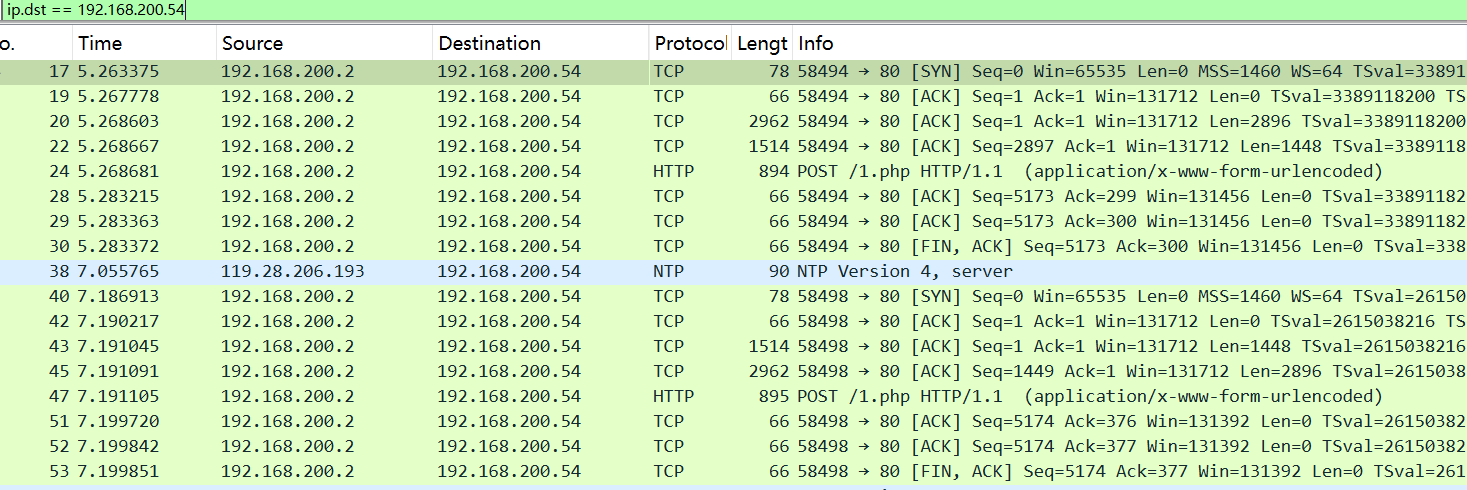 ip.dst == 192.168.200.54
o. Time Source Destination Protocol Lengt Info
17 5.263375 192.168.200.2 192.168.200.54 TCP 78 58494 → 80 [SYN] Seq=0 Win=65535 Len=0 MSS=1460 WS=64 TSval=33891
19 5.267778 192.168.200.2 192.168.200.54 TCP 66 58494 → 80 [ACK] Seq=1 Ack=1 Win=131712 Len=0 TSval=3389118200 TS
20 5.268603 192.168.200.2 192.168.200.54 TCP 2962 58494 → 80 [ACK] Seq=1 Ack=1 Win=131712 Len=2896 TSval=3389118200
22 5.268667 192.168.200.2 192.168.200.54 TCP 1514 58494 → 80 [ACK] Seq=2897 Ack=1 Win=131712 Len=1448 TSval=3389118
24 5.268681 192.168.200.2 192.168.200.54 HTTP 894 POST /1.php HTTP/1.1 (application/x-www-form-urlencoded)
28 5.283215 192.168.200.2 192.168.200.54 TCP 66 58494 → 80 [ACK] Seq=5173 Ack=299 Win=131456 Len=0 TSval=33891182
29 5.283363 192.168.200.2 192.168.200.54 TCP 66 58494 → 80 [ACK] Seq=5173 Ack=300 Win=131456 Len=0 TSval=33891182
30 5.283372 192.168.200.2 192.168.200.54 TCP 66 58494 → 80 [FIN, ACK] Seq=5173 Ack=300 Win=131456 Len=0 TSval=338
38 7.055765 119.28.206.193 192.168.200.54 NTP 90 NTP Version 4, server
40 7.186913 192.168.200.2 192.168.200.54 TCP 78 58498 → 80 [SYN] Seq=0 Win=65535 Len=0 MSS=1460 WS=64 TSval=26150
42 7.190217 192.168.200.2 192.168.200.54 TCP 66 58498 → 80 [ACK] Seq=1 Ack=1 Win=131712 Len=0 TSval=2615038216 TS
43 7.191045 192.168.200.2 192.168.200.54 TCP 1514 58498 → 80 [ACK] Seq=1 Ack=1 Win=131712 Len=1448 TSval=2615038216
45 7.191091 192.168.200.2 192.168.200.54 TCP 2962 58498 → 80 [ACK] Seq=1449 Ack=1 Win=131712 Len=2896 TSval=2615038
47 7.191105 192.168.200.2 192.168.200.54 HTTP 895 POST /1.php HTTP/1.1 (application/x-www-form-urlencoded)
51 7.199720 192.168.200.2 192.168.200.54 TCP 66 58498 → 80 [ACK] Seq=5174 Ack=376 Win=131392 Len=0 TSval=26150382
52 7.199842 192.168.200.2 192.168.200.54 TCP 66 58498 → 80 [ACK] Seq=5174 Ack=377 Win=131392 Len=0 TSval=26150382
53 7.199851 192.168.200.2 192.168.200.54 TCP 66 58498 → 80 [FIN, ACK] Seq=5174 Ack=377 Win=131392 Len=0 TSval=261